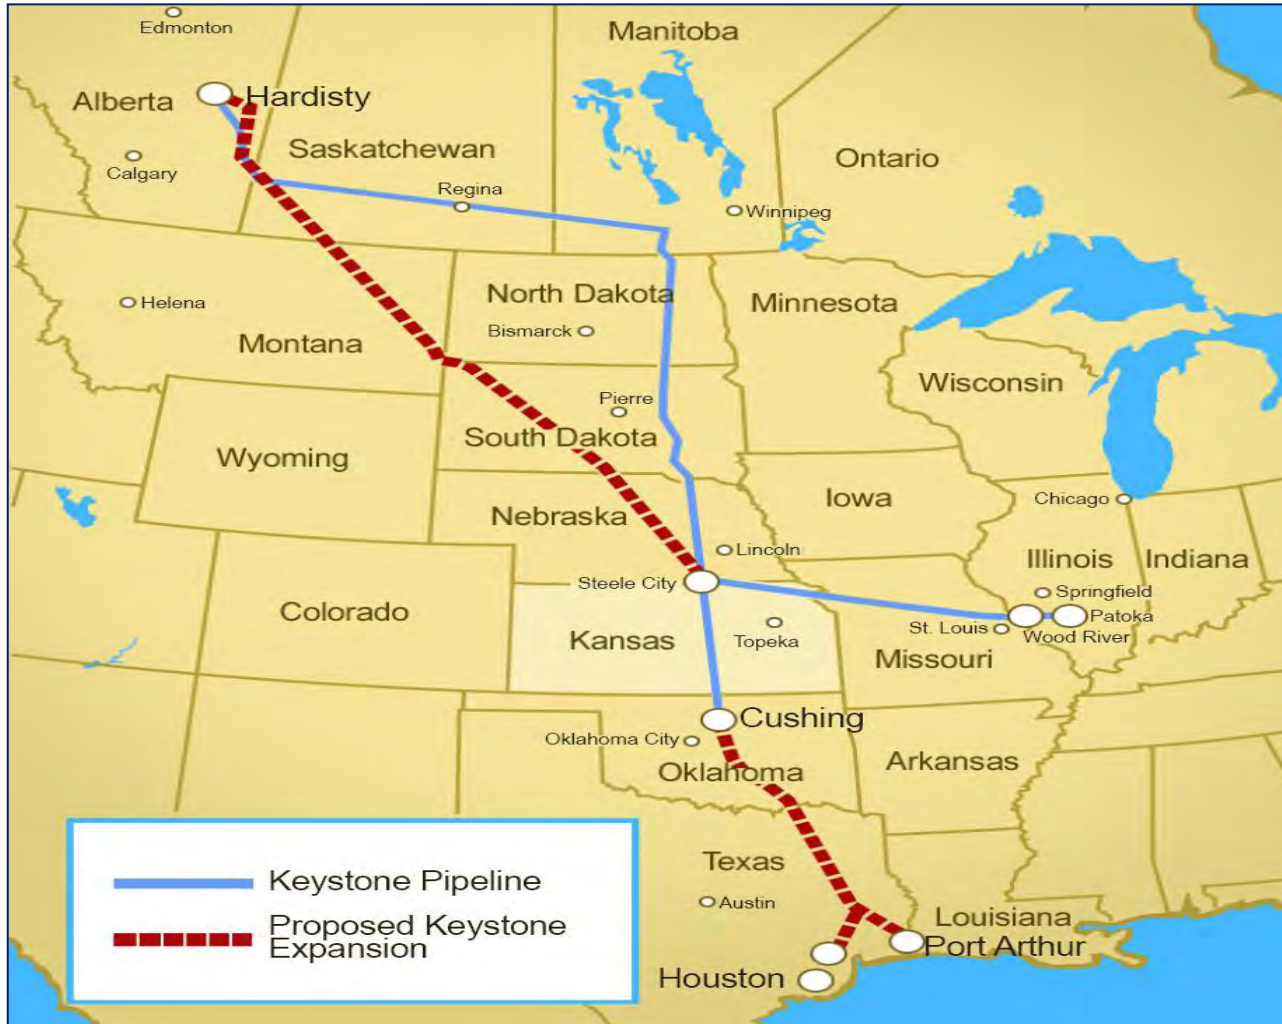 Edmonton
Manitoba
Alberta
Hardisty
Saskatchewan
Ontario
Calgary
Regina
Winnipeg
Helena
North Dakota
Minnesota
Bismarck
Montana
Wisconsin
Pierre
South Dakota
Wyoming
Iowa
Chicago
Nebraska
Lincoln
Illinois
Indiana
Steele City
Springfield
Colorado
Patoka
St. Louis
Wood River
Kansas
Topeka
Missouri
Cushing
Oklahoma City
Oklahoma
Arkansas
Texas
Austin
Louisiana
Port Arthur
Houston
Keystone Pipeline
Proposed Keystone
Expansion